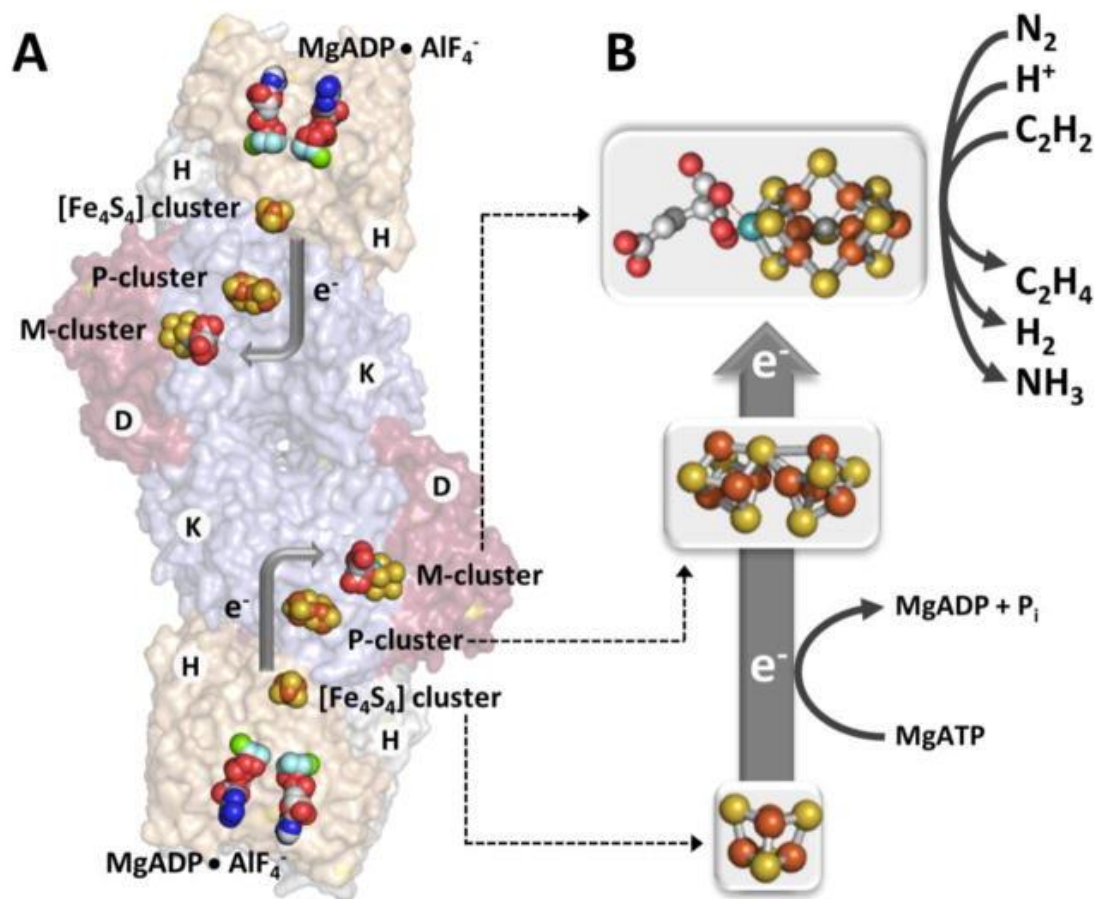 A
MgADP • AlF₄⁻
H
[Fe₄S₄] cluster
H
P-cluster
e⁻
M-cluster
K
D
D
K
M-cluster
e⁻
P-cluster
H
[Fe₄S₄] cluster
H
MgADP • AlF₄⁻
B
N₂
H⁺
C₂H₂
C₂H₄
H₂
NH₃
e⁻
MgADP + Pᵢ
e⁻
MgATP